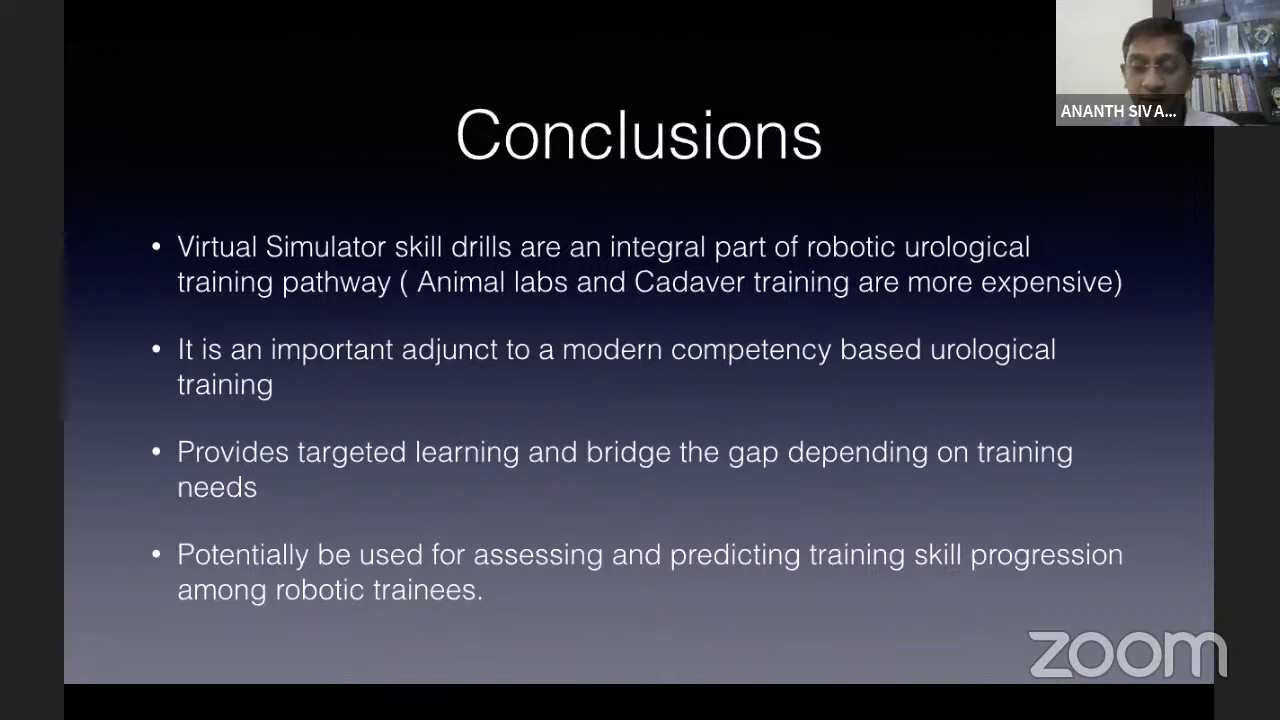 ANANTH SIV A...
Conclusions
• Virtual Simulator skill drills are an integral part of robotic urological
training pathway ( Animal labs and Cadaver training are more expensive)
• It is an important adjunct to a modern competency based urological
training
• Provides targeted learning and bridge the gap depending on training
needs
• Potentially be used for assessing and predicting training skill progression
among robotic trainees.
zoom